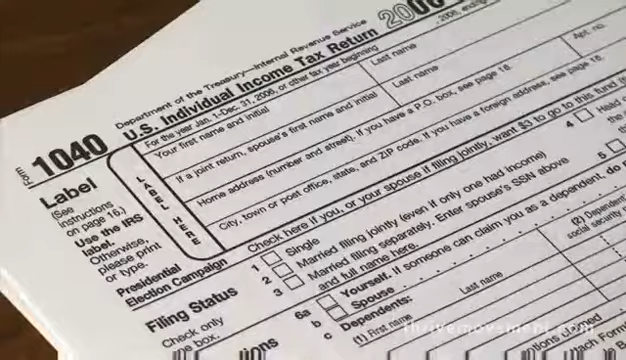 Department of the Treasury—Internal Revenue Service
Form 1040 U.S. Individual Income Tax Return 2006
For the year Jan. 1–Dec. 31, 2006, or other tax year beginning , 2006,
Label
(See
instructions
on page 16.)
Use the IRS
label.
Otherwise,
please print
or type.
LABEL HERE
Your first name and initial Last name
If a joint return, spouse's first name and initial Last name
Home address (number and street). If you have a P.O. box, see page 16. Apt. no.
City, town or post office, state, and ZIP code. If you have a foreign address, see page 16.
Presidential
Election Campaign
Check here if you, or your spouse if filing jointly, want $3 to go to this fund
Filing Status
Check only
one box.
1 Single
2 Married filing jointly (even if only one had income)
3 Married filing separately. Enter spouse's SSN above
and full name here.
4 Head
5
6a Yourself. If someone can claim you as a dependent, do
b Spouse
c Dependents:
(1) First name Last name
(2) Dependent
social security
thrivemovement.com